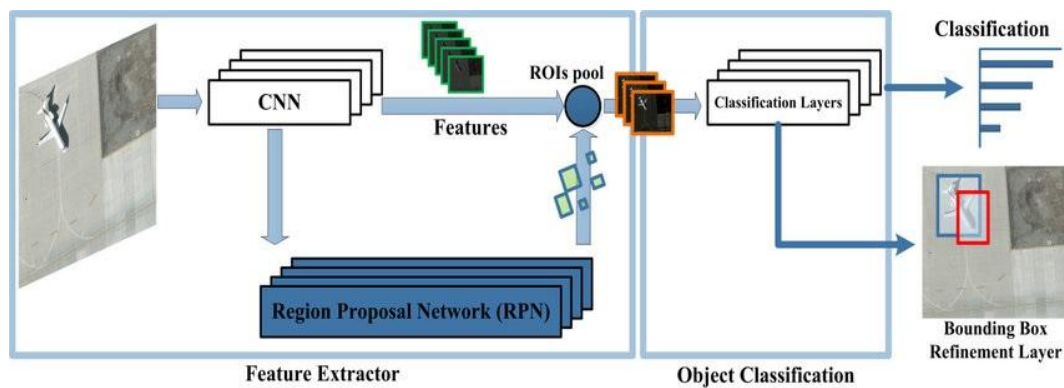 CNN
Features
ROIs pool
Region Proposal Network (RPN)
Feature Extractor
Classification Layers
Object Classification
Classification
Bounding Box
Refinement Layer